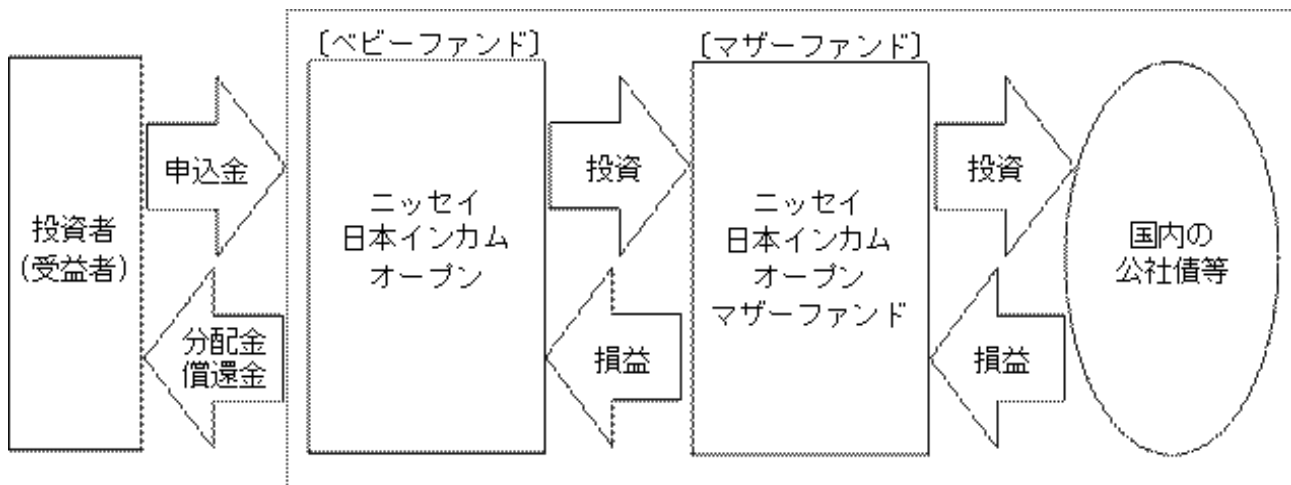 〔ベビーファンド〕
〔マザーファンド〕
投資者
(受益者)
申込金
分配金
償還金
ニッセイ
日本インカム
オープン
投資
損益
ニッセイ
日本インカム
オープン
マザーファンド
投資
損益
国内の
公社債等